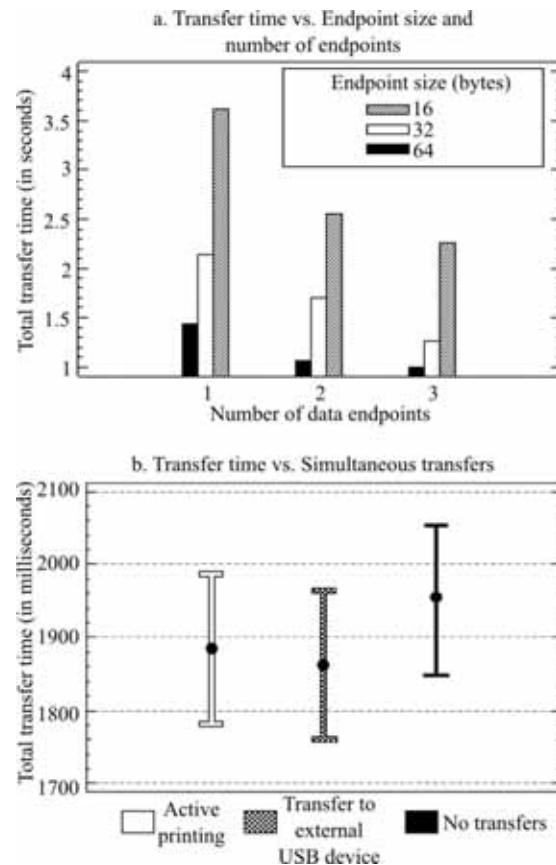 a. Transfer time vs. Endpoint size and
number of endpoints
Total transfer time (in seconds)
4
3.5
3
2.5
2
1.5
1
Endpoint size (bytes)
16
32
64
1 2 3
Number of data endpoints
b. Transfer time vs. Simultaneous transfers
Total transfer time (in milliseconds)
2100
2000
1900
1800
1700
Active
printing
Transfer to
external
USB device
No transfers